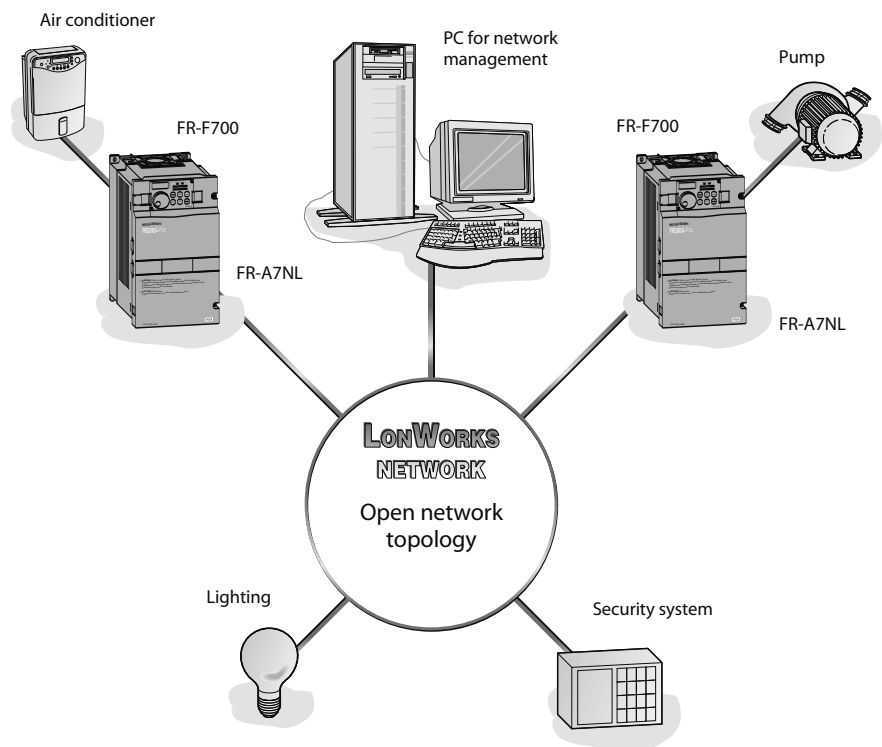 Air conditioner
PC for network
management
Pump
FR-F700
FR-F700
FR-A7NL
FR-A7NL
LONWORKS
NETWORK
Open network
topology
Lighting
Security system